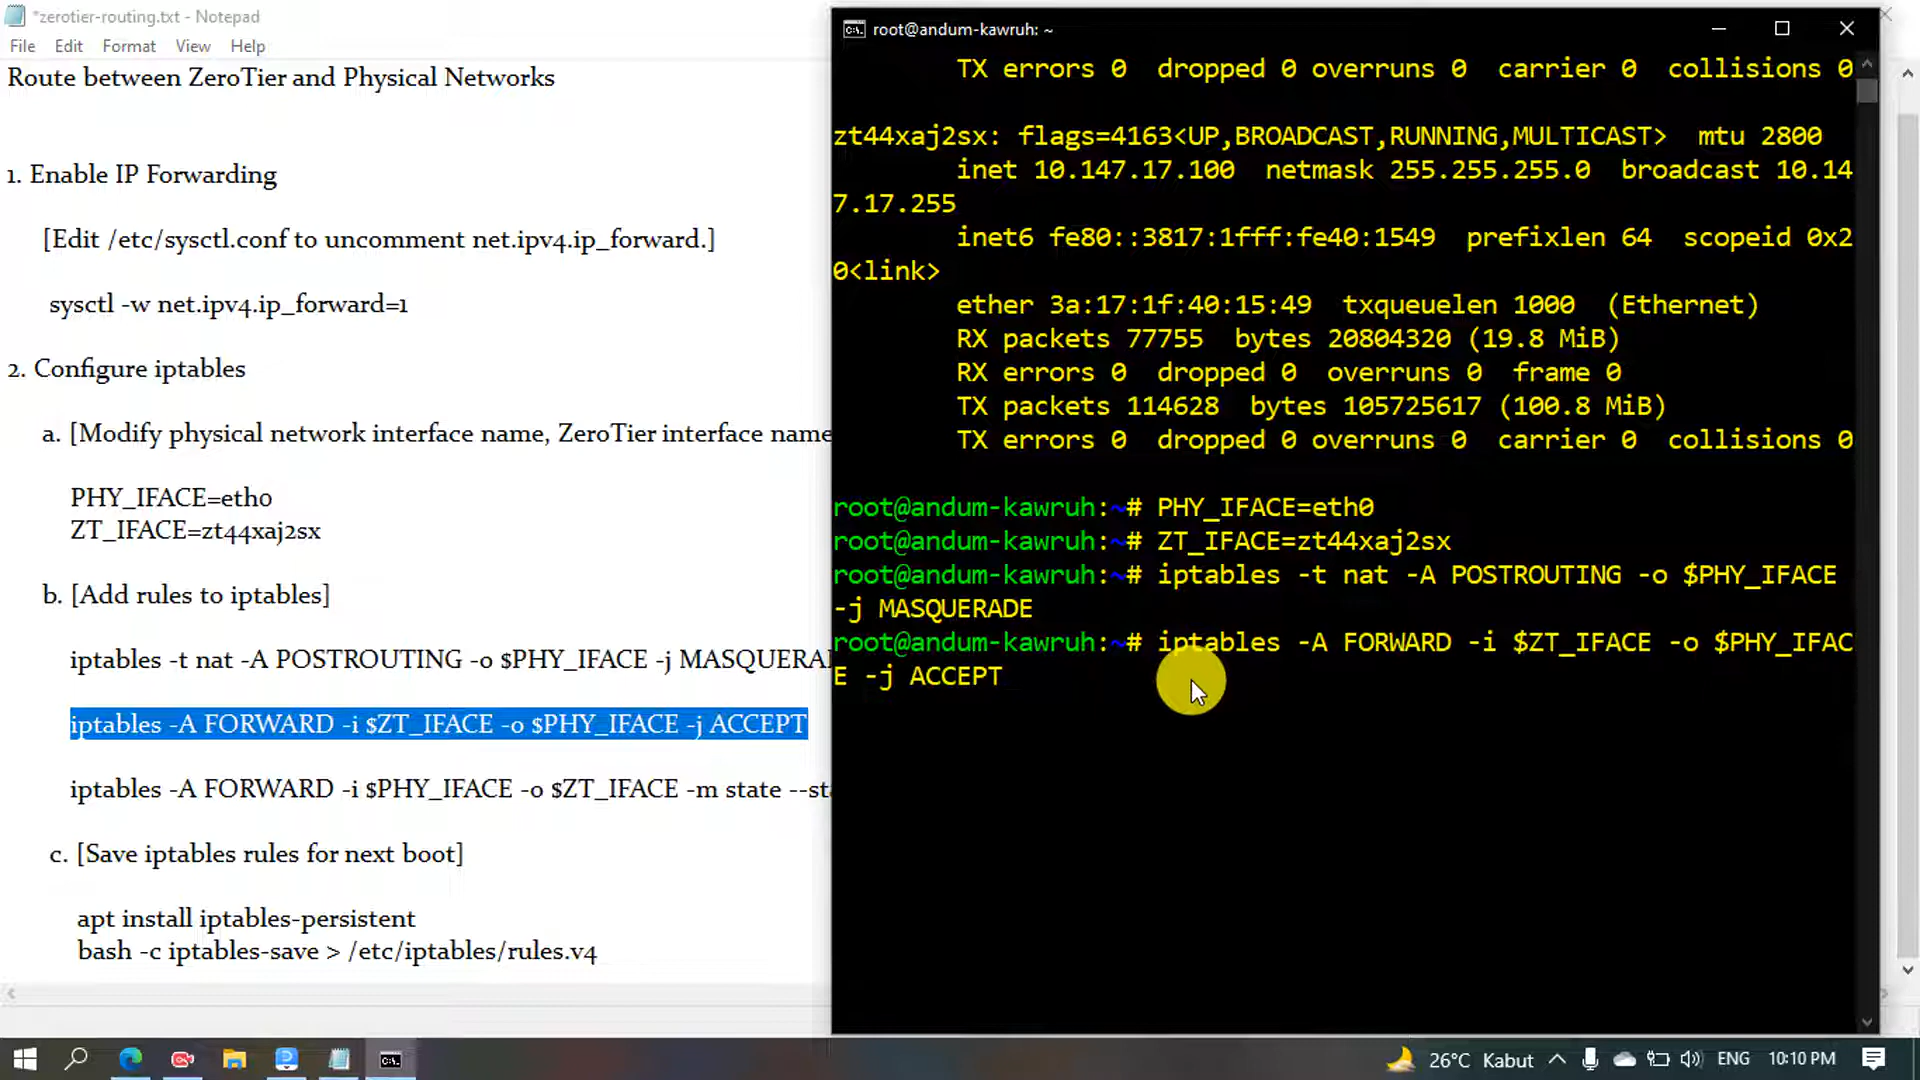 *zerotier-routing.txt - Notepad
File Edit Format View Help
Route between ZeroTier and Physical Networks
1. Enable IP Forwarding
[Edit /etc/sysctl.conf to uncomment net.ipv4.ip_forward.]
sysctl -w net.ipv4.ip_forward=1
2. Configure iptables
a. [Modify physical network interface name, ZeroTier interface name
PHY_IFACE=eth0
ZT_IFACE=zt44xaj2sx
b. [Add rules to iptables]
iptables -t nat -A POSTROUTING -o $PHY_IFACE -j MASQUERA
iptables -A FORWARD -i $ZT_IFACE -o $PHY_IFACE -j ACCEPT
iptables -A FORWARD -i $PHY_IFACE -o $ZT_IFACE -m state --sta
c. [Save iptables rules for next boot]
apt install iptables-persistent
bash -c iptables-save > /etc/iptables/rules.v4
root@andum-kawruh: ~
TX errors 0 dropped 0 overruns 0 carrier 0 collisions 0
zt44xaj2sx: flags=4163<UP,BROADCAST,RUNNING,MULTICAST> mtu 2800
inet 10.147.17.100 netmask 255.255.255.0 broadcast 10.14
7.17.255
inet6 fe80::3817:1fff:fe40:1549 prefixlen 64 scopeid 0x2
0<link>
ether 3a:17:1f:40:15:49 txqueuelen 1000 (Ethernet)
RX packets 77755 bytes 20804320 (19.8 MiB)
RX errors 0 dropped 0 overruns 0 frame 0
TX packets 114628 bytes 105725617 (100.8 MiB)
TX errors 0 dropped 0 overruns 0 carrier 0 collisions 0
root@andum-kawruh:~# PHY_IFACE=eth0
root@andum-kawruh:~# ZT_IFACE=zt44xaj2sx
root@andum-kawruh:~# iptables -t nat -A POSTROUTING -o $PHY_IFACE
-j MASQUERADE
root@andum-kawruh:~# iptables -A FORWARD -i $ZT_IFACE -o $PHY_IFAC
E -j ACCEPT
26°C Kabut ENG 10:10 PM